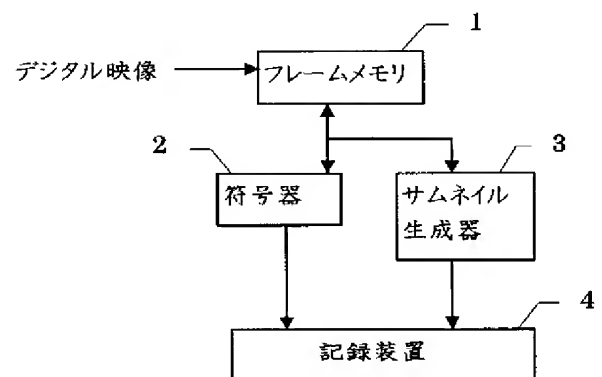 1
デジタル映像
フレームメモリ
2
3
符号器
サムネイル
生成器
4
記録装置